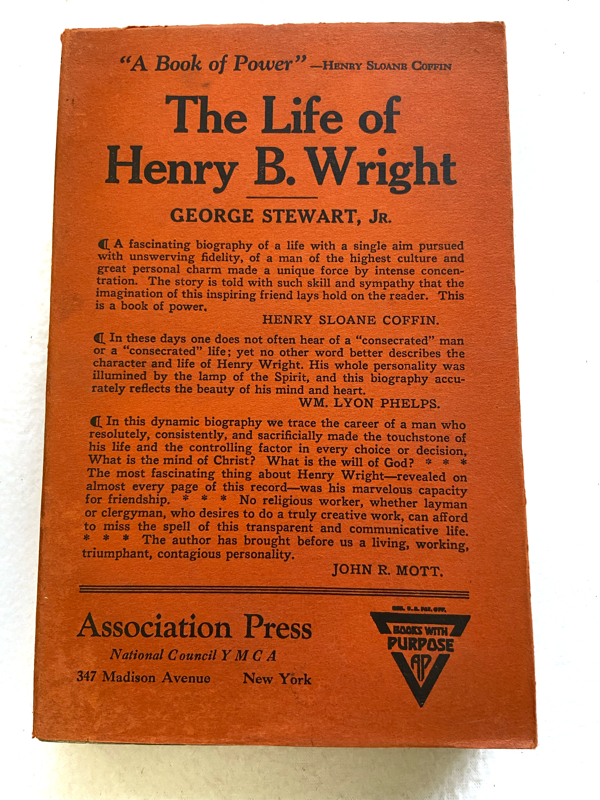 "A Book of Power" —Henry Sloane Coffin
The Life of
Henry B. Wright
GEORGE STEWART, Jr.
¶ A fascinating biography of a life with a single aim pursued
with unswerving fidelity, of a man of the highest culture and
great personal charm made a unique force by intense concen-
tration. The story is told with such skill and sympathy that the
imagination of this inspiring friend lays hold on the reader. This
is a book of power.
HENRY SLOANE COFFIN.
¶ In these days one does not often hear of a "consecrated" man
or a "consecrated" life; yet no other word better describes the
character and life of Henry Wright. His whole personality was
illumined by the lamp of the Spirit, and this biography accu-
rately reflects the beauty of his mind and heart.
WM. LYON PHELPS.
¶ In this dynamic biography we trace the career of a man who
resolutely, consistently, and sacrificially made the touchstone of
his life and the controlling factor in every choice or decision,
What is the mind of Christ? What is the will of God? * * *
The most fascinating thing about Henry Wright—revealed on
almost every page of this record—was his marvelous capacity
for friendship. * * * No religious worker, whether layman
or clergyman, who desires to do a truly creative work, can afford
to miss the spell of this transparent and communicative life.
* * * The author has brought before us a living, working,
triumphant, contagious personality.
JOHN R. MOTT.
Association Press
National Council Y M C A
347 Madison Avenue New York
REG. U.S. PAT. OFF.
BOOKS WITH
PURPOSE
AP